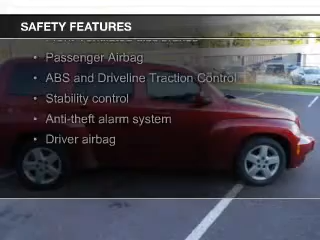 SAFETY FEATURES
• Passenger Airbag
• ABS and Driveline Traction Control
• Stability control
• Anti-theft alarm system
• Driver airbag